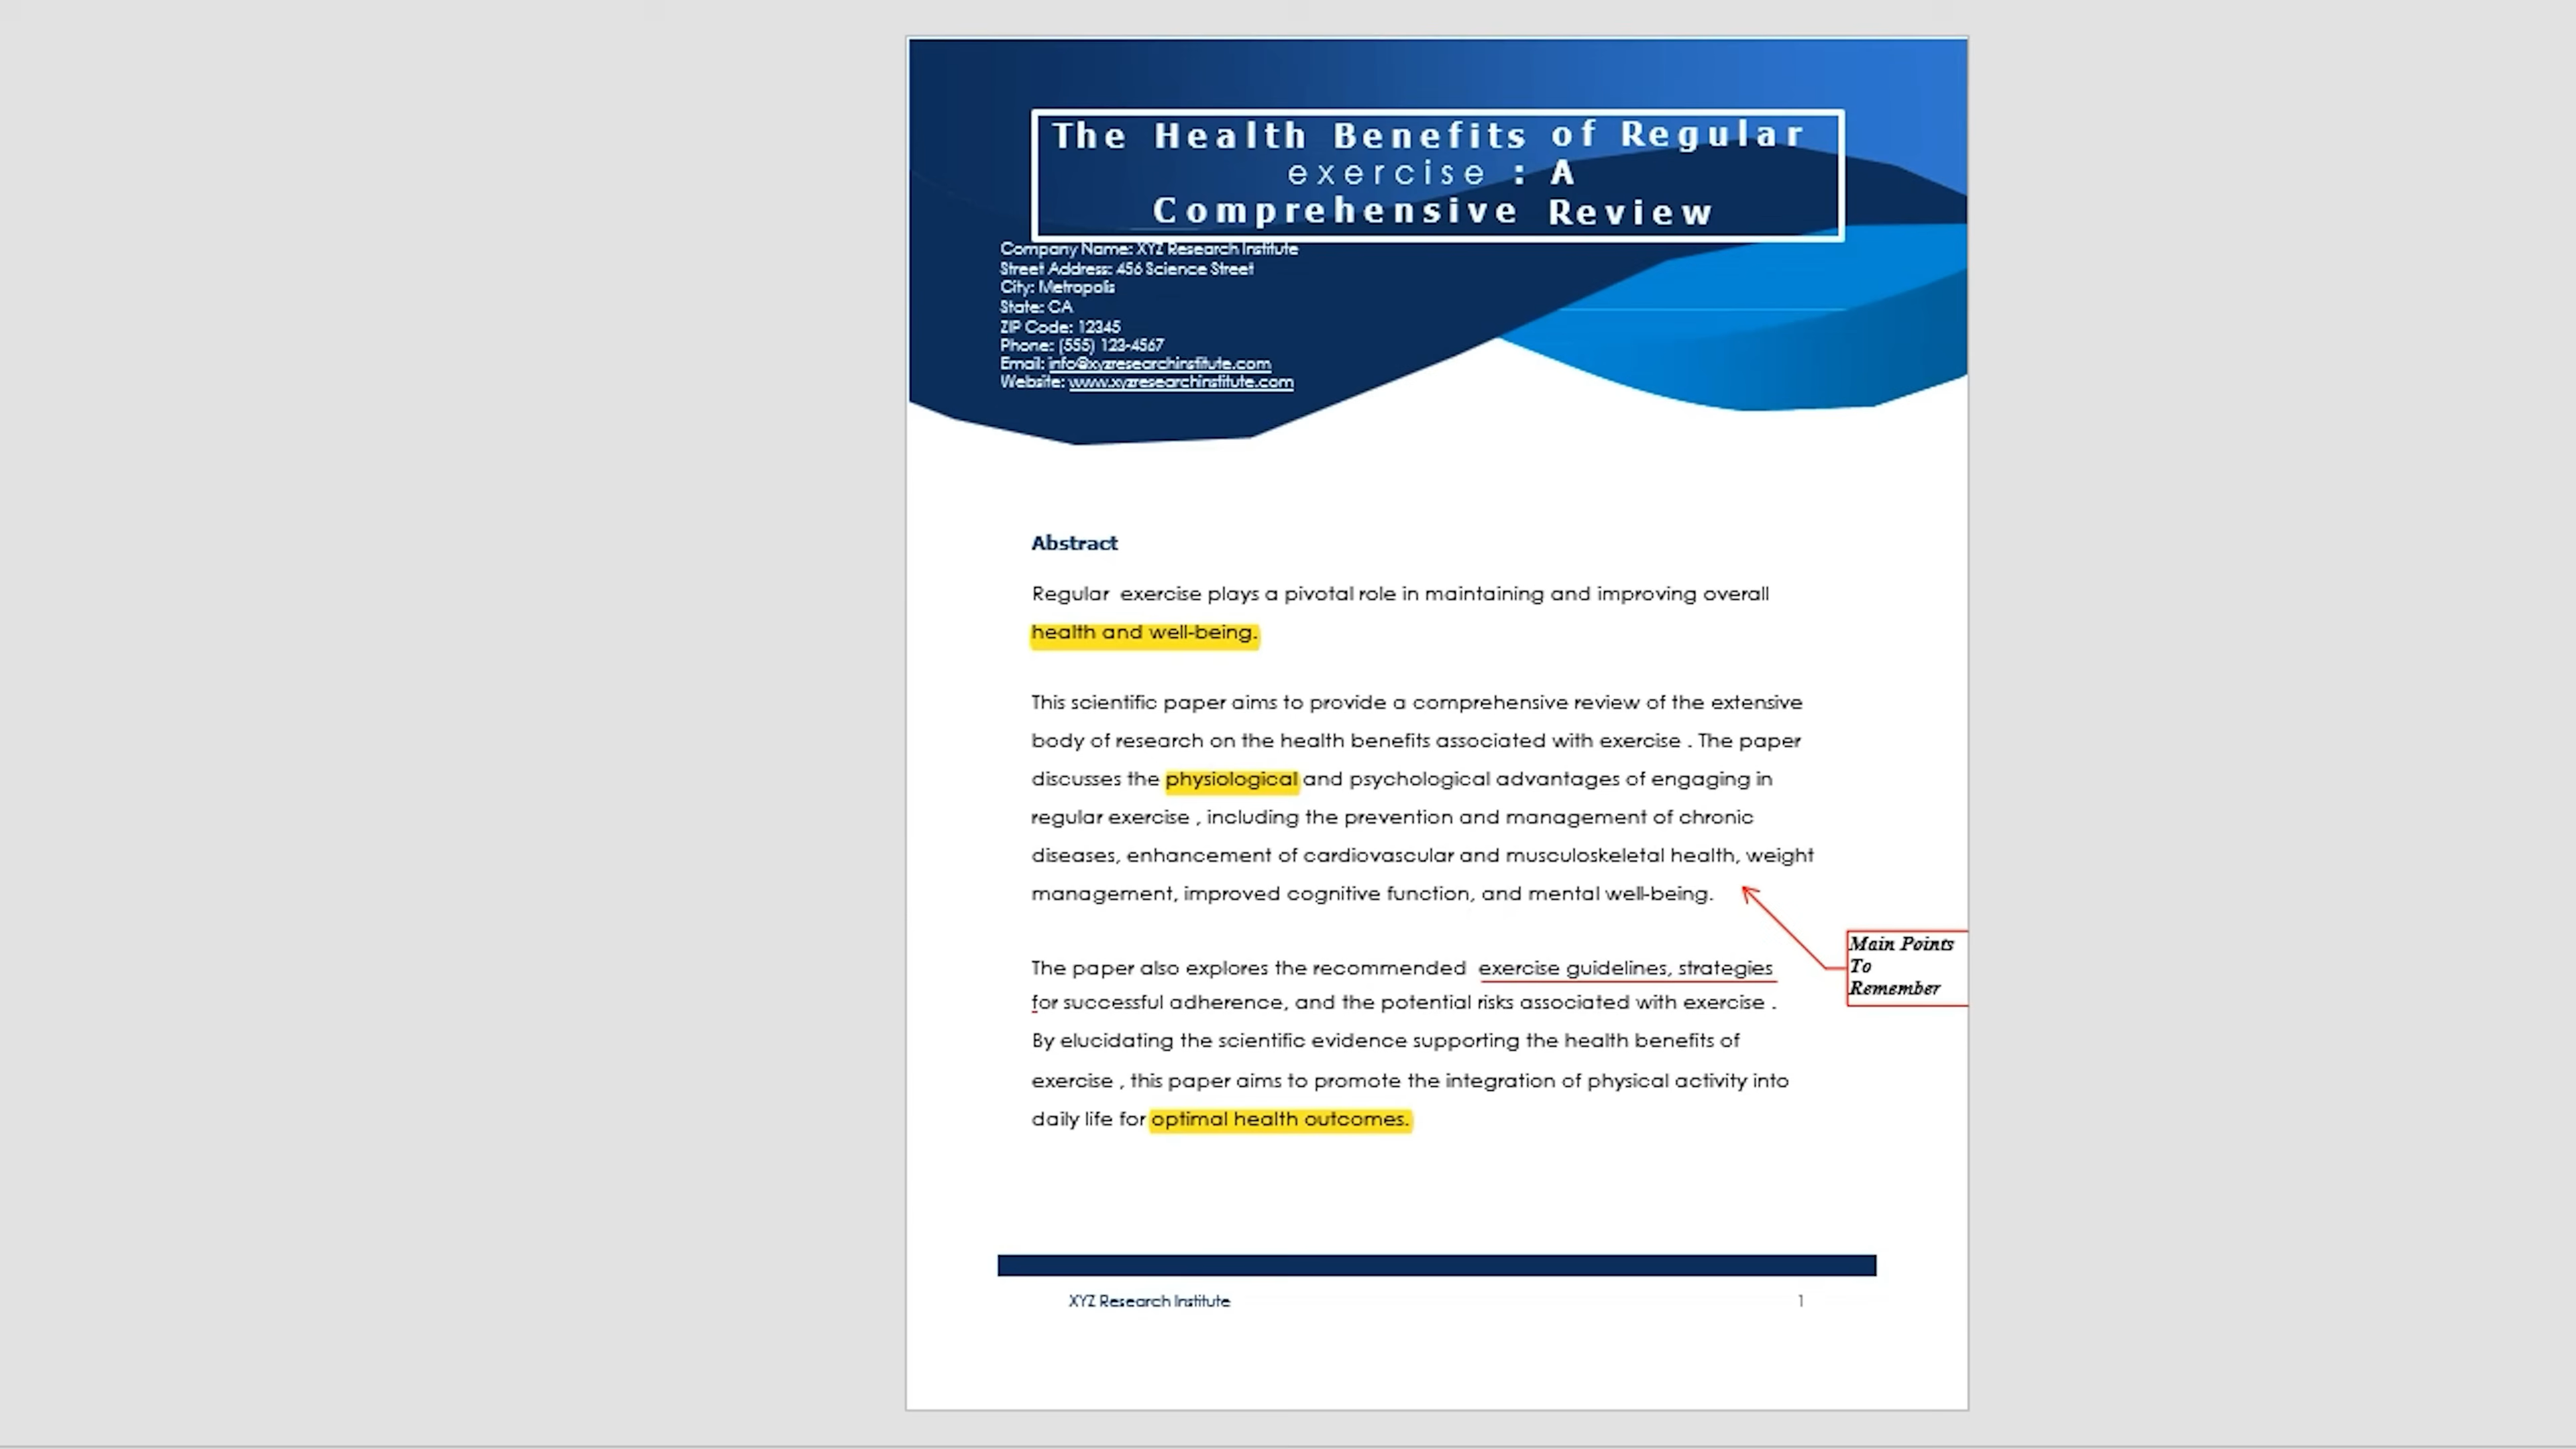 The Health Benefits of Regular
exercise : A
Comprehensive Review
Company Name: XYZ Research Institute
Street Address: 456 Science Street
City: Metropolis
State: CA
ZIP Code: 12345
Phone: (555) 123-4567
Email: info@xyzresearchinstitute.com
Website: www.xyzresearchinstitute.com
Abstract
Regular exercise plays a pivotal role in maintaining and improving overall
health and well-being.
This scientific paper aims to provide a comprehensive review of the extensive
body of research on the health benefits associated with exercise . The paper
discusses the physiological and psychological advantages of engaging in
regular exercise , including the prevention and management of chronic
diseases, enhancement of cardiovascular and musculoskeletal health, weight
management, improved cognitive function, and mental well-being.
Main Points
To
Remember
The paper also explores the recommended exercise guidelines, strategies
for successful adherence, and the potential risks associated with exercise .
By elucidating the scientific evidence supporting the health benefits of
exercise , this paper aims to promote the integration of physical activity into
daily life for optimal health outcomes.
XYZ Research Institute 1